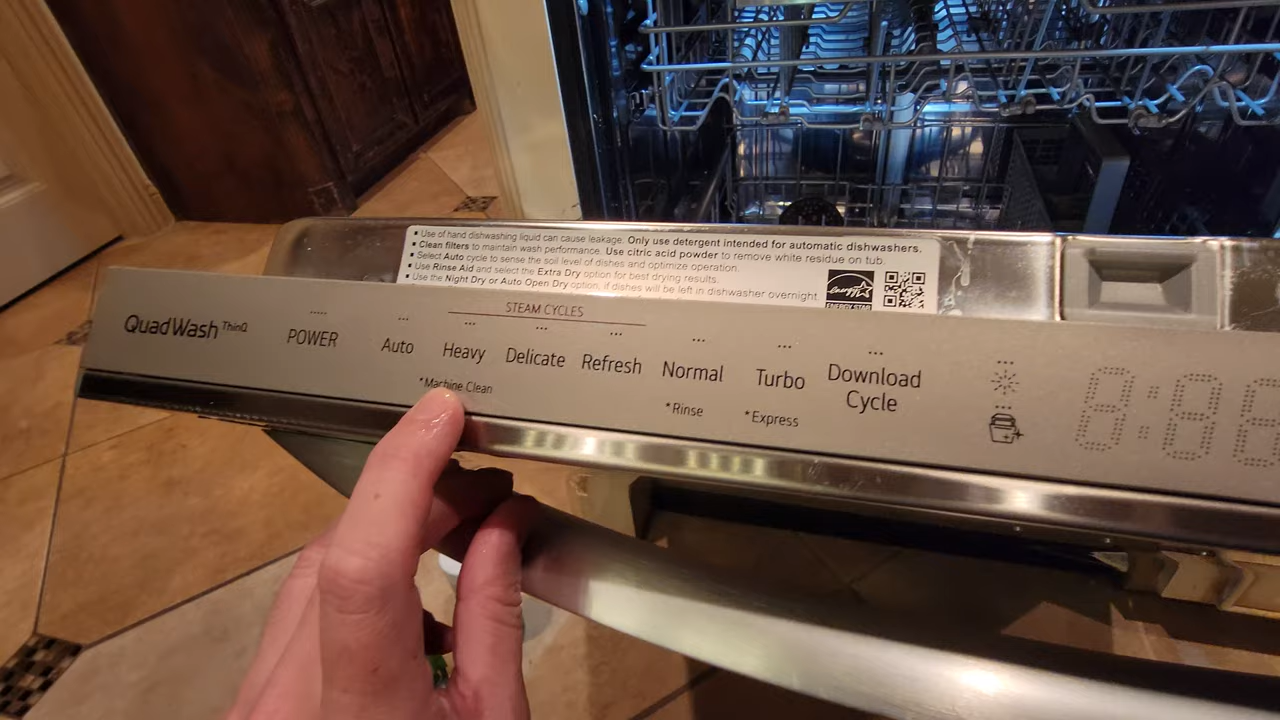 ▪ Use of hand dishwashing liquid can cause leakage. Only use detergent intended for automatic dishwashers.
▪ Clean filters to maintain wash performance. Use citric acid powder to remove white residue on tub.
▪ Select Auto cycle to sense the soil level of dishes and optimize operation.
▪ Use Rinse Aid and select the Extra Dry option for best drying results.
▪ Use the Night Dry or Auto Open Dry option, if dishes will be left in dishwasher overnight.
energy
ENERGY STAR
STEAM CYCLES
QuadWash ThinQ
POWER
Auto
Heavy
Delicate
Refresh
Normal
Turbo
Download
Cycle
*Machine Clean
*Rinse
*Express
8:88